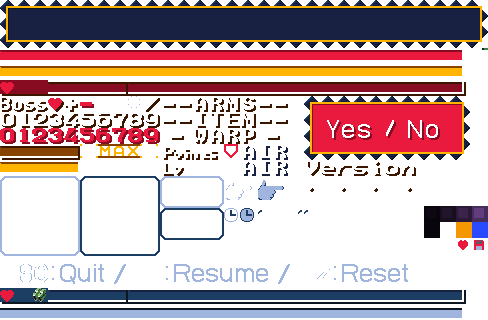 Boss♥+- /--ARMS--
0123456789--ITEM--
0123456789- WARP -
Yes / No
MAX Points ♡AIR
Lv AIR Version
:Quit / :Resume / :Reset